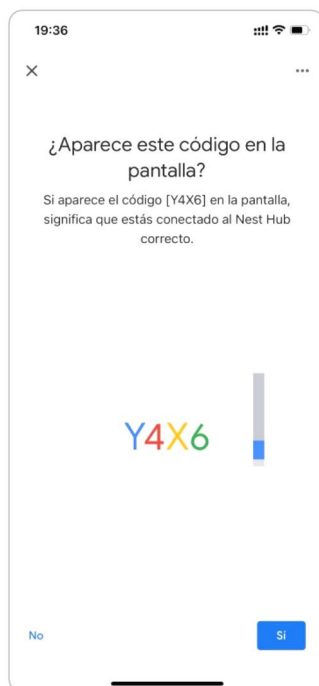 19:36
¿Aparece este código en la
pantalla?
Si aparece el código [Y4X6] en la pantalla,
significa que estás conectado al Nest Hub
correcto.
Y4X6
No
Sí